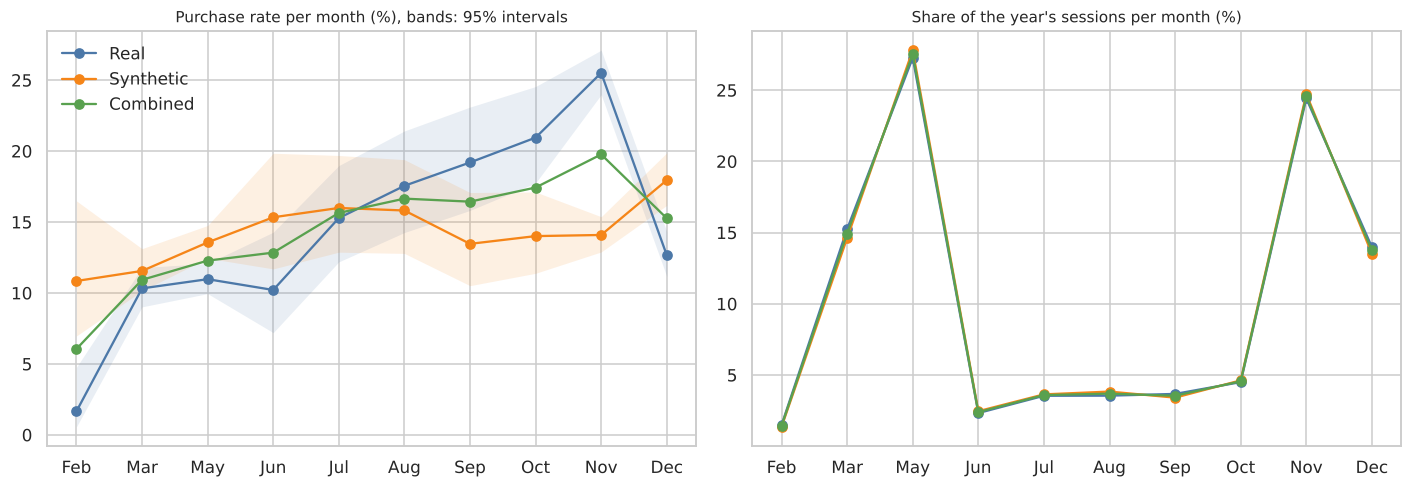 Purchase rate per month (%), bands: 95% intervals
Real
Synthetic
Combined
25
20
15
10
5
0
Feb Mar May Jun Jul Aug Sep Oct Nov Dec
Share of the year's sessions per month (%)
25
20
15
10
5
Feb Mar May Jun Jul Aug Sep Oct Nov Dec